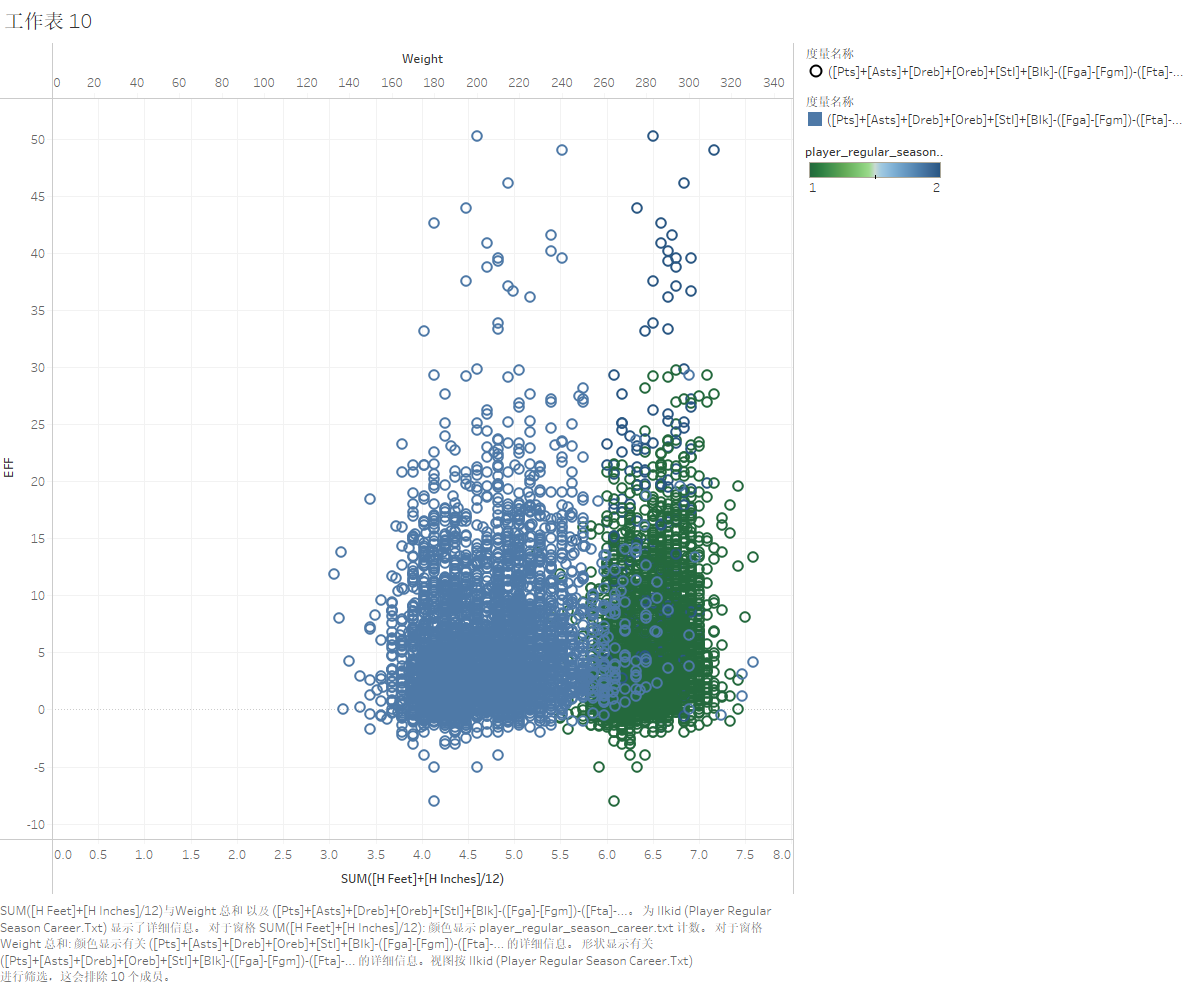 工作表 10
Weight
0 20 40 60 80 100 120 140 160 180 200 220 240 260 280 300 320 340
50
45
40
35
30
25
20
15
10
5
0
-5
-10
EFF
0.0 0.5 1.0 1.5 2.0 2.5 3.0 3.5 4.0 4.5 5.0 5.5 6.0 6.5 7.0 7.5 8.0
SUM([H Feet]+[H Inches]/12)
度量名称
([Pts]+[Asts]+[Dreb]+[Oreb]+[Stl]+[Blk]-([Fga]-[Fgm])-([Fta]-...
度量名称
([Pts]+[Asts]+[Dreb]+[Oreb]+[Stl]+[Blk]-([Fga]-[Fgm])-([Fta]-...
player_regular_season..
1 2
SUM([H Feet]+[H Inches]/12)与Weight 总和 以及 ([Pts]+[Asts]+[Dreb]+[Oreb]+[Stl]+[Blk]-([Fga]-[Fgm])-([Fta]-...。 为 Ilkid (Player Regular
Season Career.Txt) 显示了详细信息。 对于窗格 SUM([H Feet]+[H Inches]/12): 颜色显示 player_regular_season_career.txt 计数。 对于窗格
Weight 总和: 颜色显示有关 ([Pts]+[Asts]+[Dreb]+[Oreb]+[Stl]+[Blk]-([Fga]-[Fgm])-([Fta]-... 的详细信息。 形状显示有关
([Pts]+[Asts]+[Dreb]+[Oreb]+[Stl]+[Blk]-([Fga]-[Fgm])-([Fta]-... 的详细信息。视图按 Ilkid (Player Regular Season Career.Txt)
进行筛选，这会排除 10 个成员。